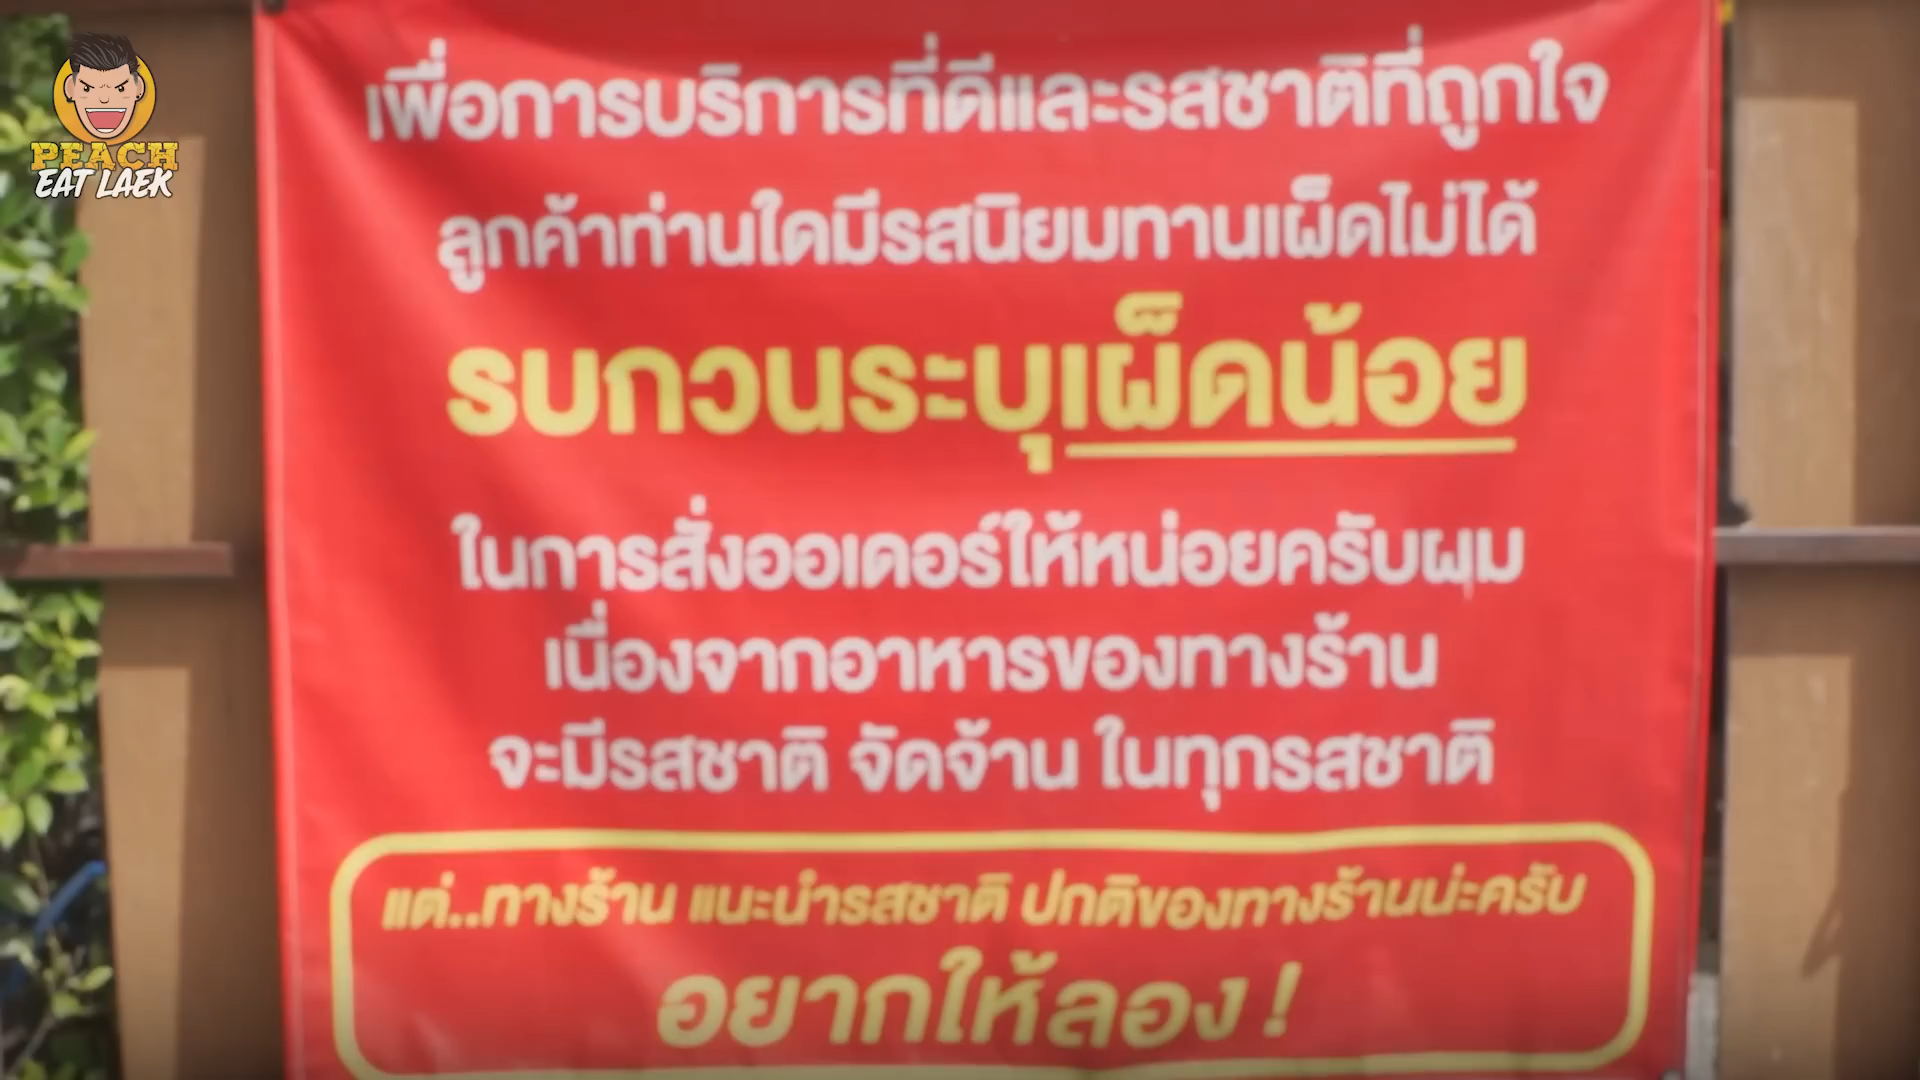 PEACH
EAT LAEK
เพื่อการบริการที่ดีและรสชาติที่ถูกใจ
ลูกค้าท่านใดมีรสนิยมทานเผ็ดไม่ได้
รบกวนระบุเผ็ดน้อย
ในการสั่งออเดอร์ให้หน่อยครับผุม
เนื่องจากอาหารของทางร้าน
จะมีรสชาติ จัดจ้าน ในทุกรสชาติ
แต่..ทางร้าน แนะนำรสชาติ ปกติของทางร้านน่ะครับ
อยากให้ลอง !